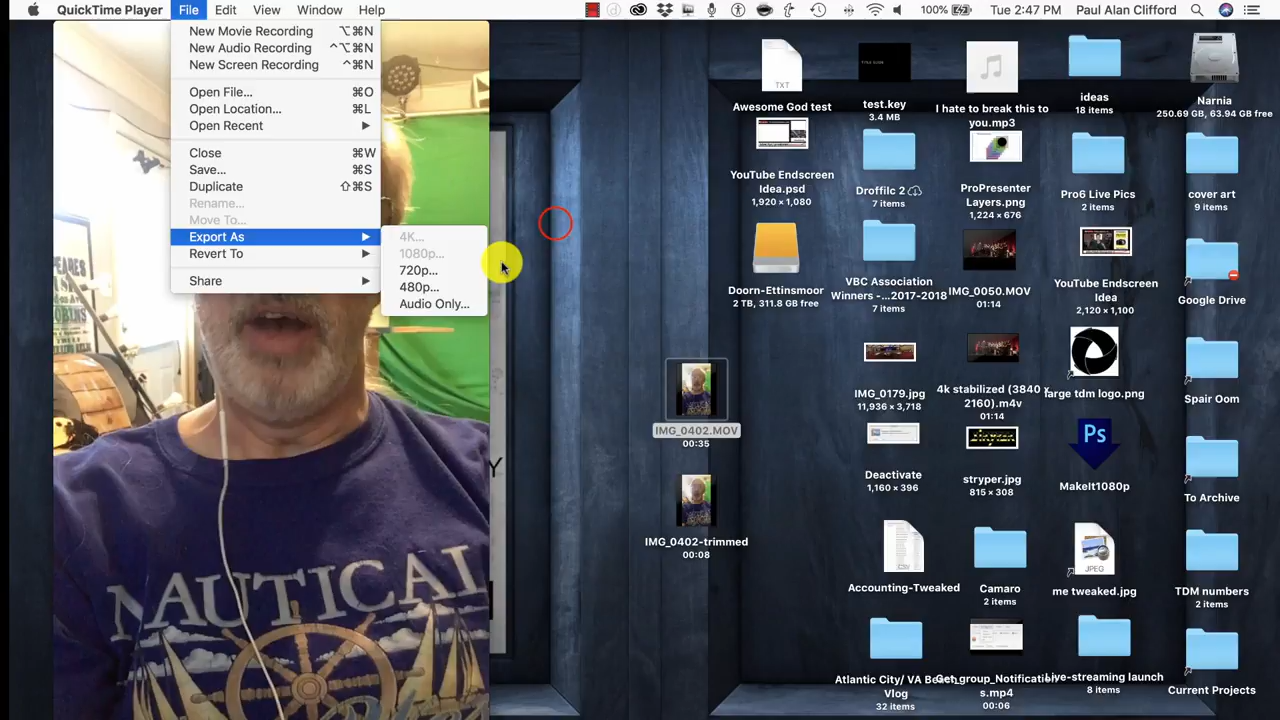 QuickTime Player File Edit View Window Help 100% Tue 2:47 PM Paul Alan Clifford
New Movie Recording ⌥⌘N
New Audio Recording ^⌥⌘N
New Screen Recording ^⌘N
Open File... ⌘O
Open Location... ⌘L
Open Recent
Close ⌘W
Save... ⌘S
Duplicate ⇧⌘S
Rename...
Move To...
Export As
Revert To
Share
4K...
1080p...
720p...
480p...
Audio Only...
NAUTICAL
TXT
Awesome God test
TITLE SLIDE
test.key
3.4 MB
I hate to break this to
you.mp3
ideas
18 items
Narnia
250.69 GB, 63.94 GB free
YouTube Endscreen
Idea.psd
1,920 × 1,080
Droffilc 2
7 items
ProPresenter
Layers.png
1,224 × 676
Pro6 Live Pics
2 items
cover art
9 items
Doorn-Ettinsmoor
2 TB, 311.8 GB free
VBC Association
Winners -...2017-2018
7 items
IMG_0050.MOV
01:14
YouTube Endscreen
Idea
2,120 × 1,100
Google Drive
IMG_0402.MOV
00:35
IMG_0179.jpg
11,936 × 3,718
4k stabilized (3840 x
2160).m4v
01:14
large tdm logo.png
Spair Oom
Deactivate
1,160 × 396
stryper.jpg
815 × 308
Ps
MakeIt1080p
To Archive
IMG_0402-trimmed
00:08
CSV
Accounting-Tweaked
Camaro
2 items
JPEG
me tweaked.jpg
TDM numbers
2 items
Atlantic City/ VA Beach
Vlog
32 items
Get_group_Notification
s.mp4
00:06
Live-streaming launch
8 items
Current Projects